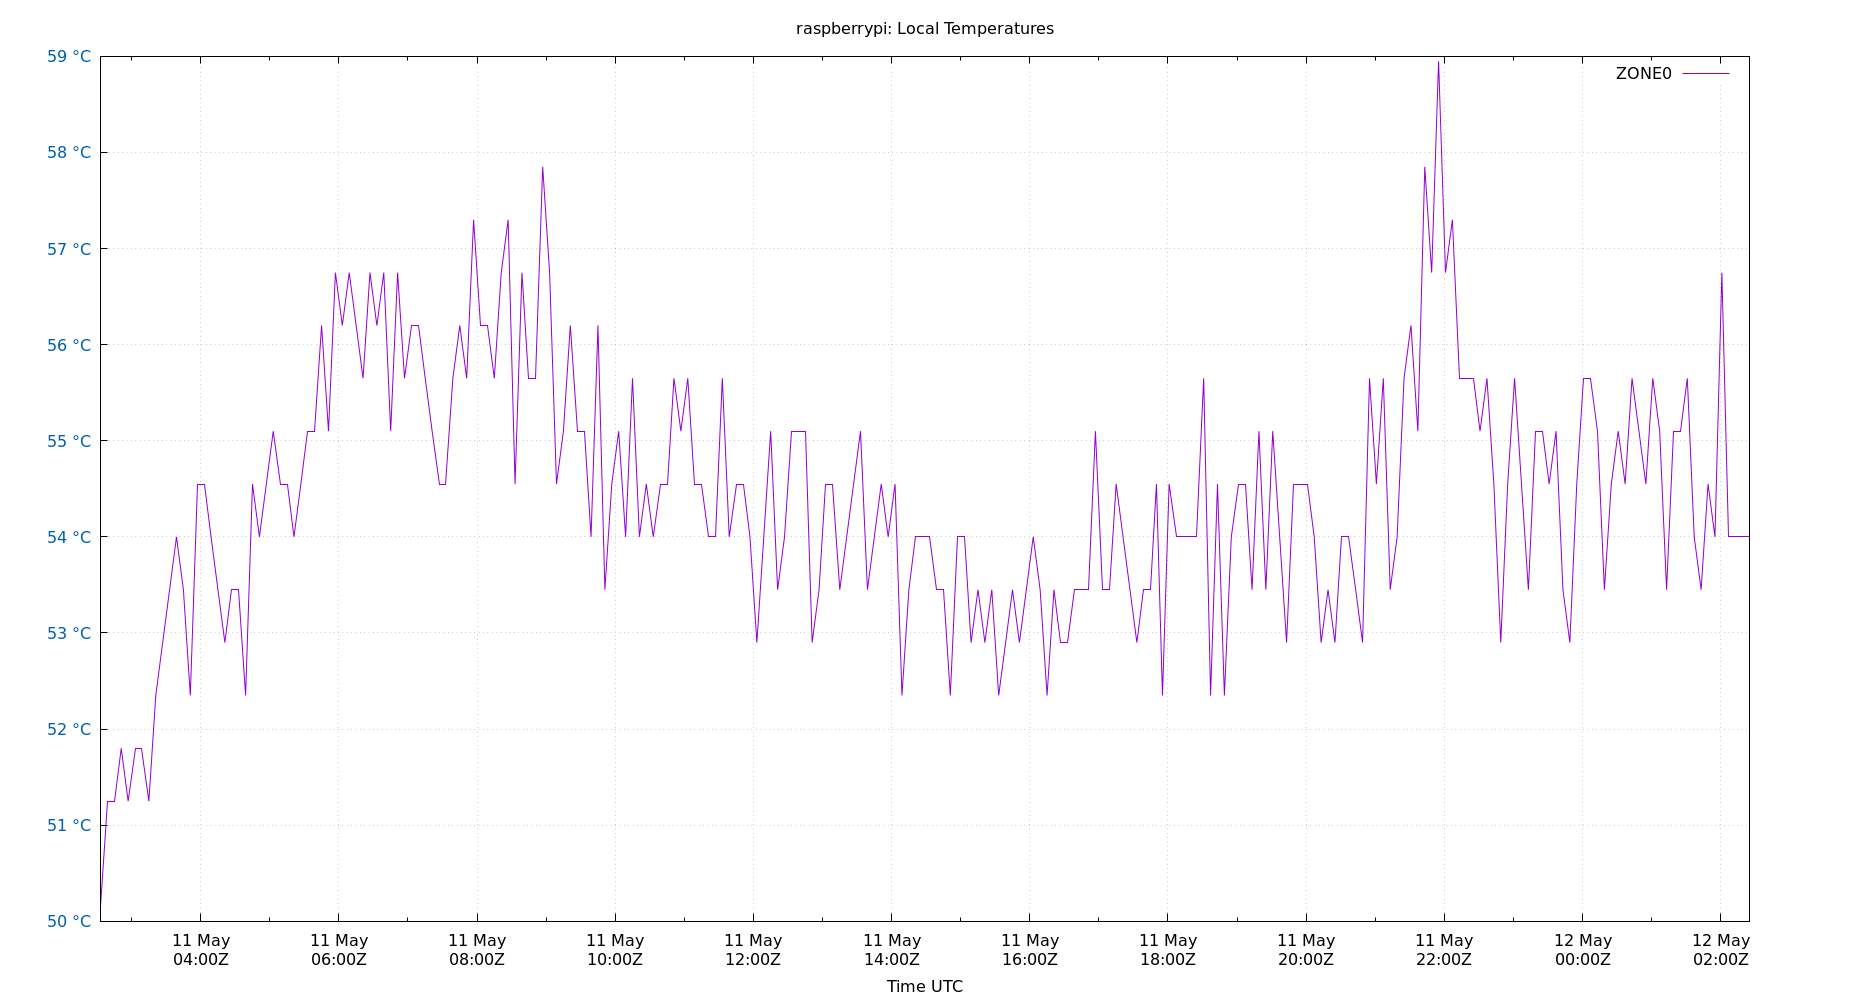 raspberrypi: Local Temperatures
59 °C
ZONE0
58 °C
57 °C
56 °C
55 °C
54 °C
53 °C
52 °C
51 °C
50 °C
11 May 11 May 11 May 11 May 11 May 11 May 11 May 11 May 11 May 11 May 12 May 12 May
04:00Z 06:00Z 08:00Z 10:00Z 12:00Z 14:00Z 16:00Z 18:00Z 20:00Z 22:00Z 00:00Z 02:00Z
Time UTC